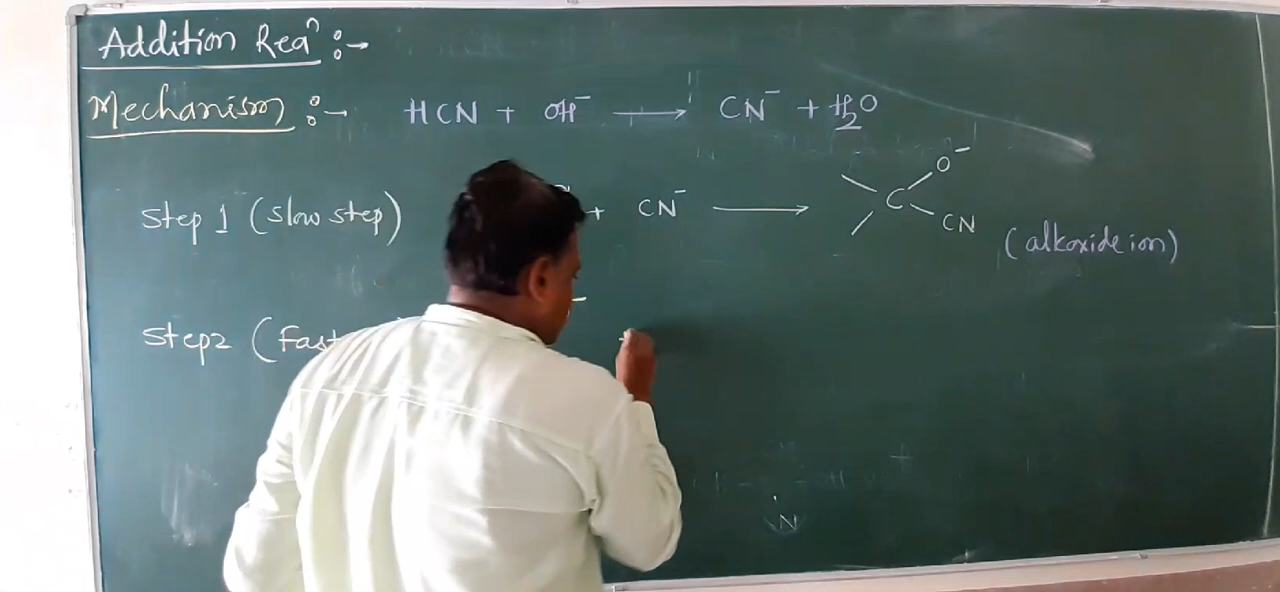 Addition Rea^n :-
Mechanism :- HCN + OH^- → CN^- + H2O
Step 1 (slow step) + CN^- → C O^- CN (alkoxide ion)
Step2 (Fast